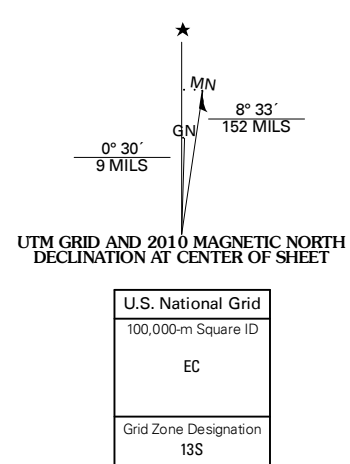 MN
8° 33´
152 MILS
GN
0° 30´
9 MILS
UTM GRID AND 2010 MAGNETIC NORTH
DECLINATION AT CENTER OF SHEET
U.S. National Grid
100,000-m Square ID
EC
Grid Zone Designation
13S